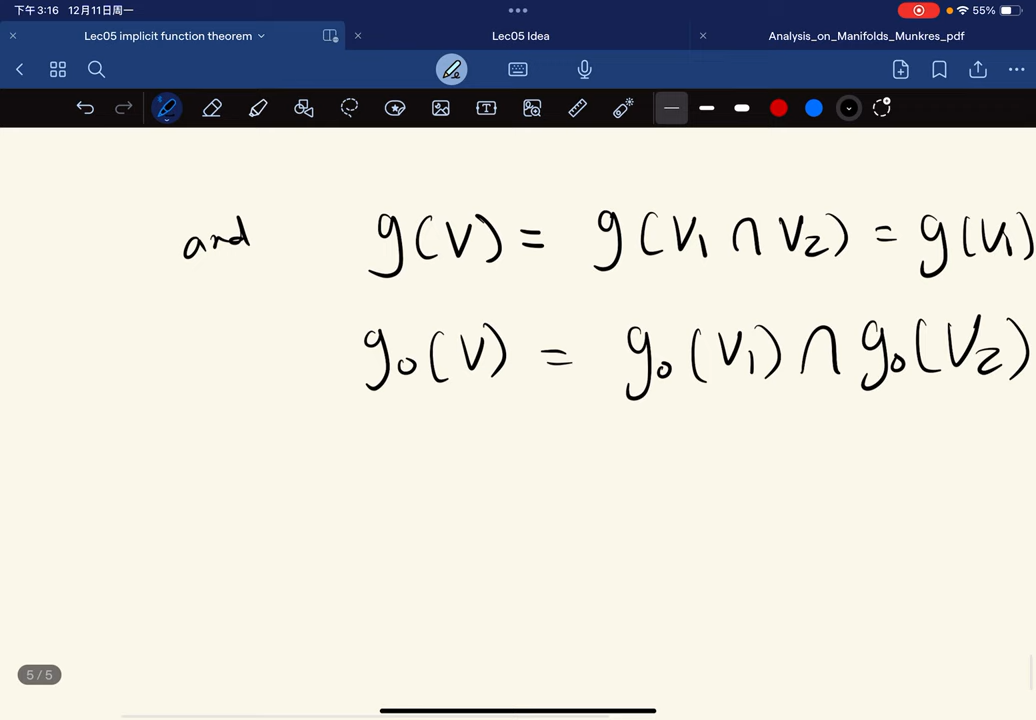 下午3:16 12月11日周一
55%
Lec05 implicit function theorem
Lec05 Idea
Analysis_on_Manifolds_Munkres_pdf
and g(V) = g(V₁ ∩ V₂) = g(V₁)
g₀(V) = g₀(V₁) ∩ g₀(V₂)
5 / 5